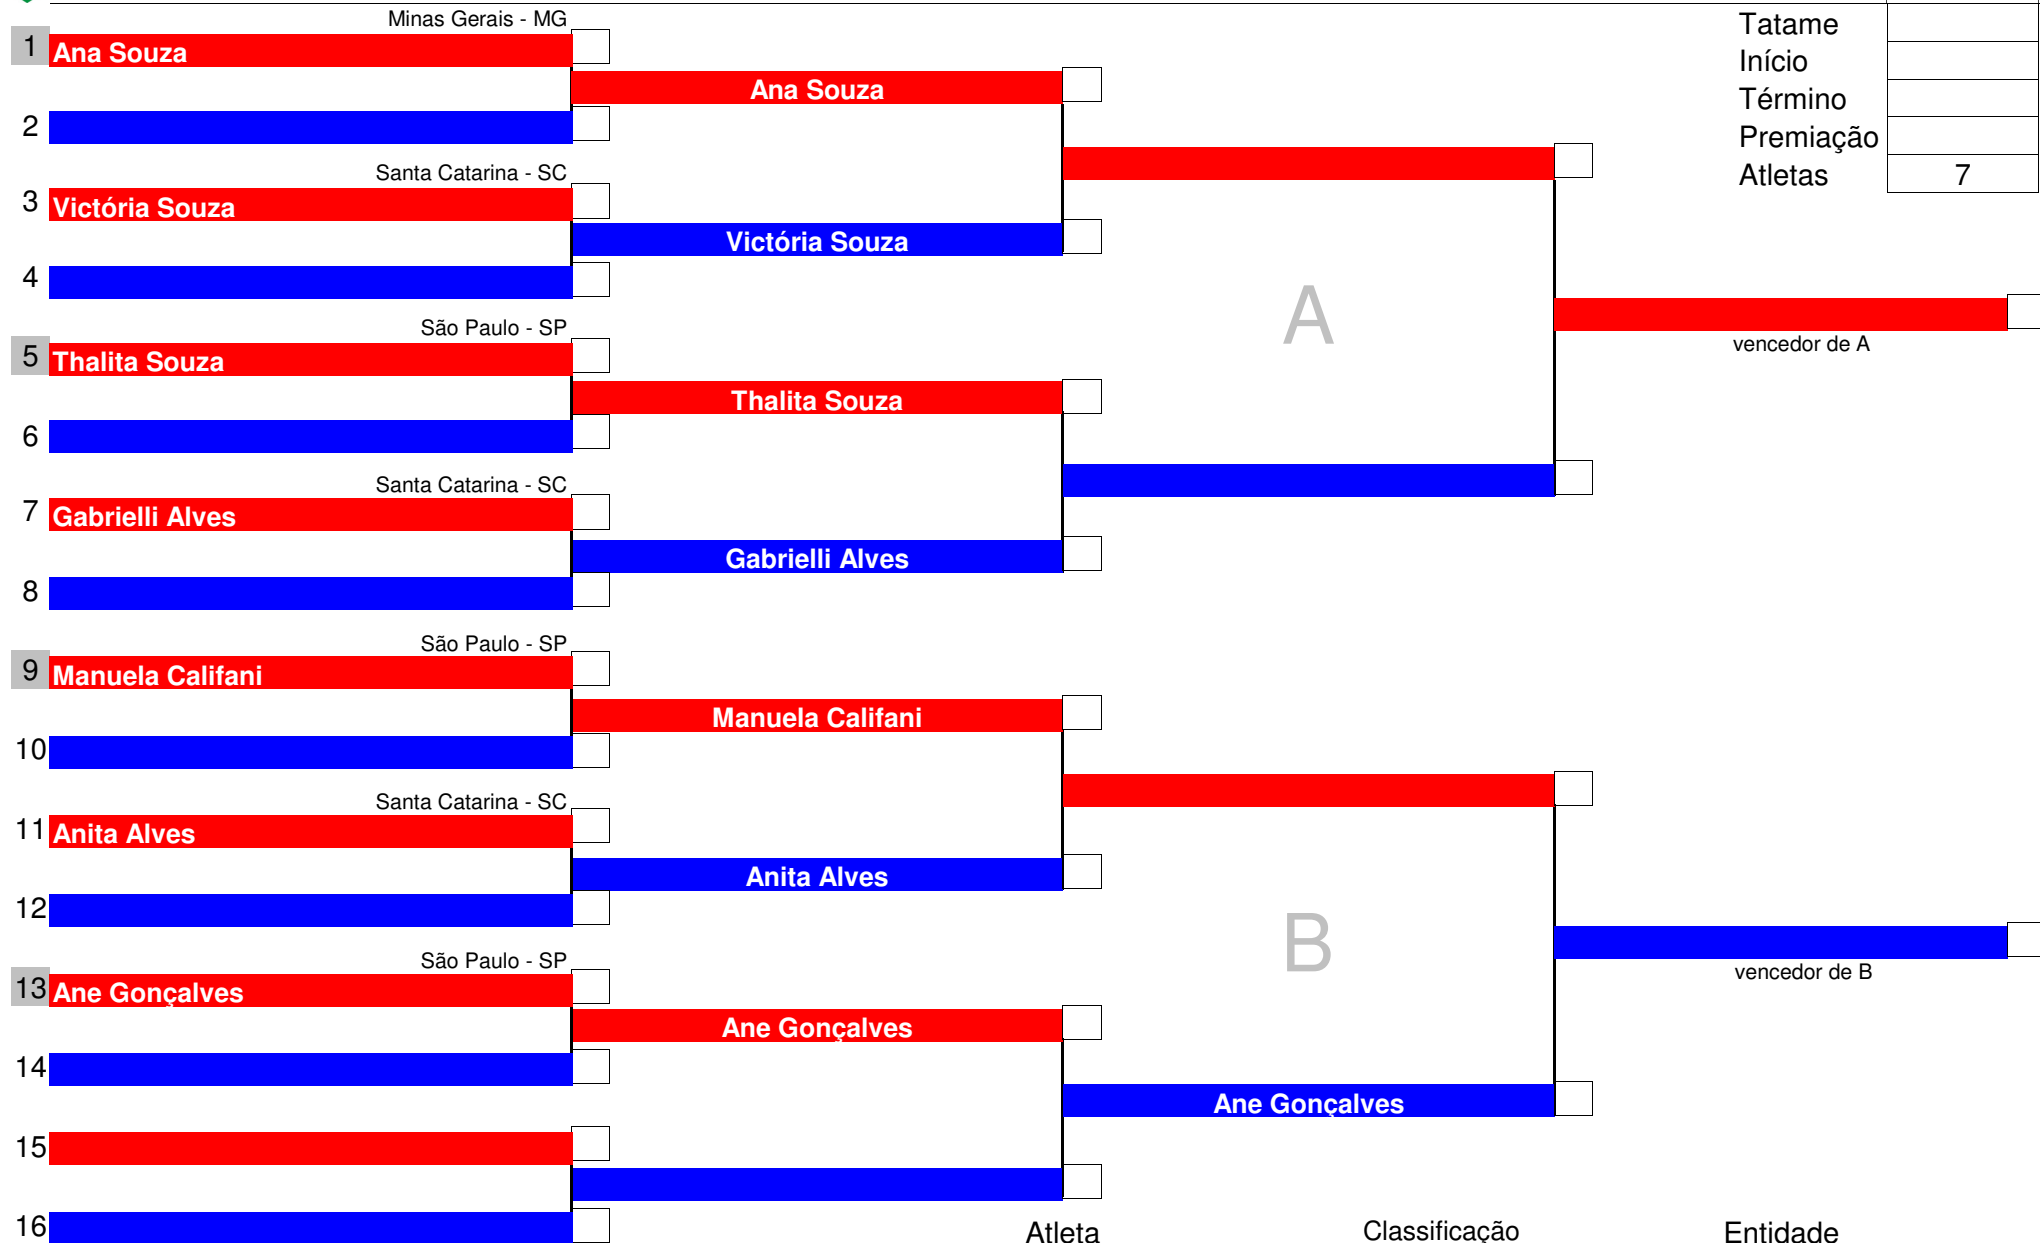 Minas Gerais - MG
1 Ana Souza
Ana Souza
2
Santa Catarina - SC
3 Victória Souza
Victória Souza
4
São Paulo - SP
5 Thalita Souza
Thalita Souza
6
Santa Catarina - SC
7 Gabrielli Alves
Gabrielli Alves
8
São Paulo - SP
9 Manuela Califani
Manuela Califani
10
Santa Catarina - SC
11 Anita Alves
Anita Alves
12
São Paulo - SP
13 Ane Gonçalves
Ane Gonçalves
14
Ane Gonçalves
15
16
A
B
vencedor de A
vencedor de B
Tatame
Início
Término
Premiação
Atletas 7
Atleta Classificação Entidade